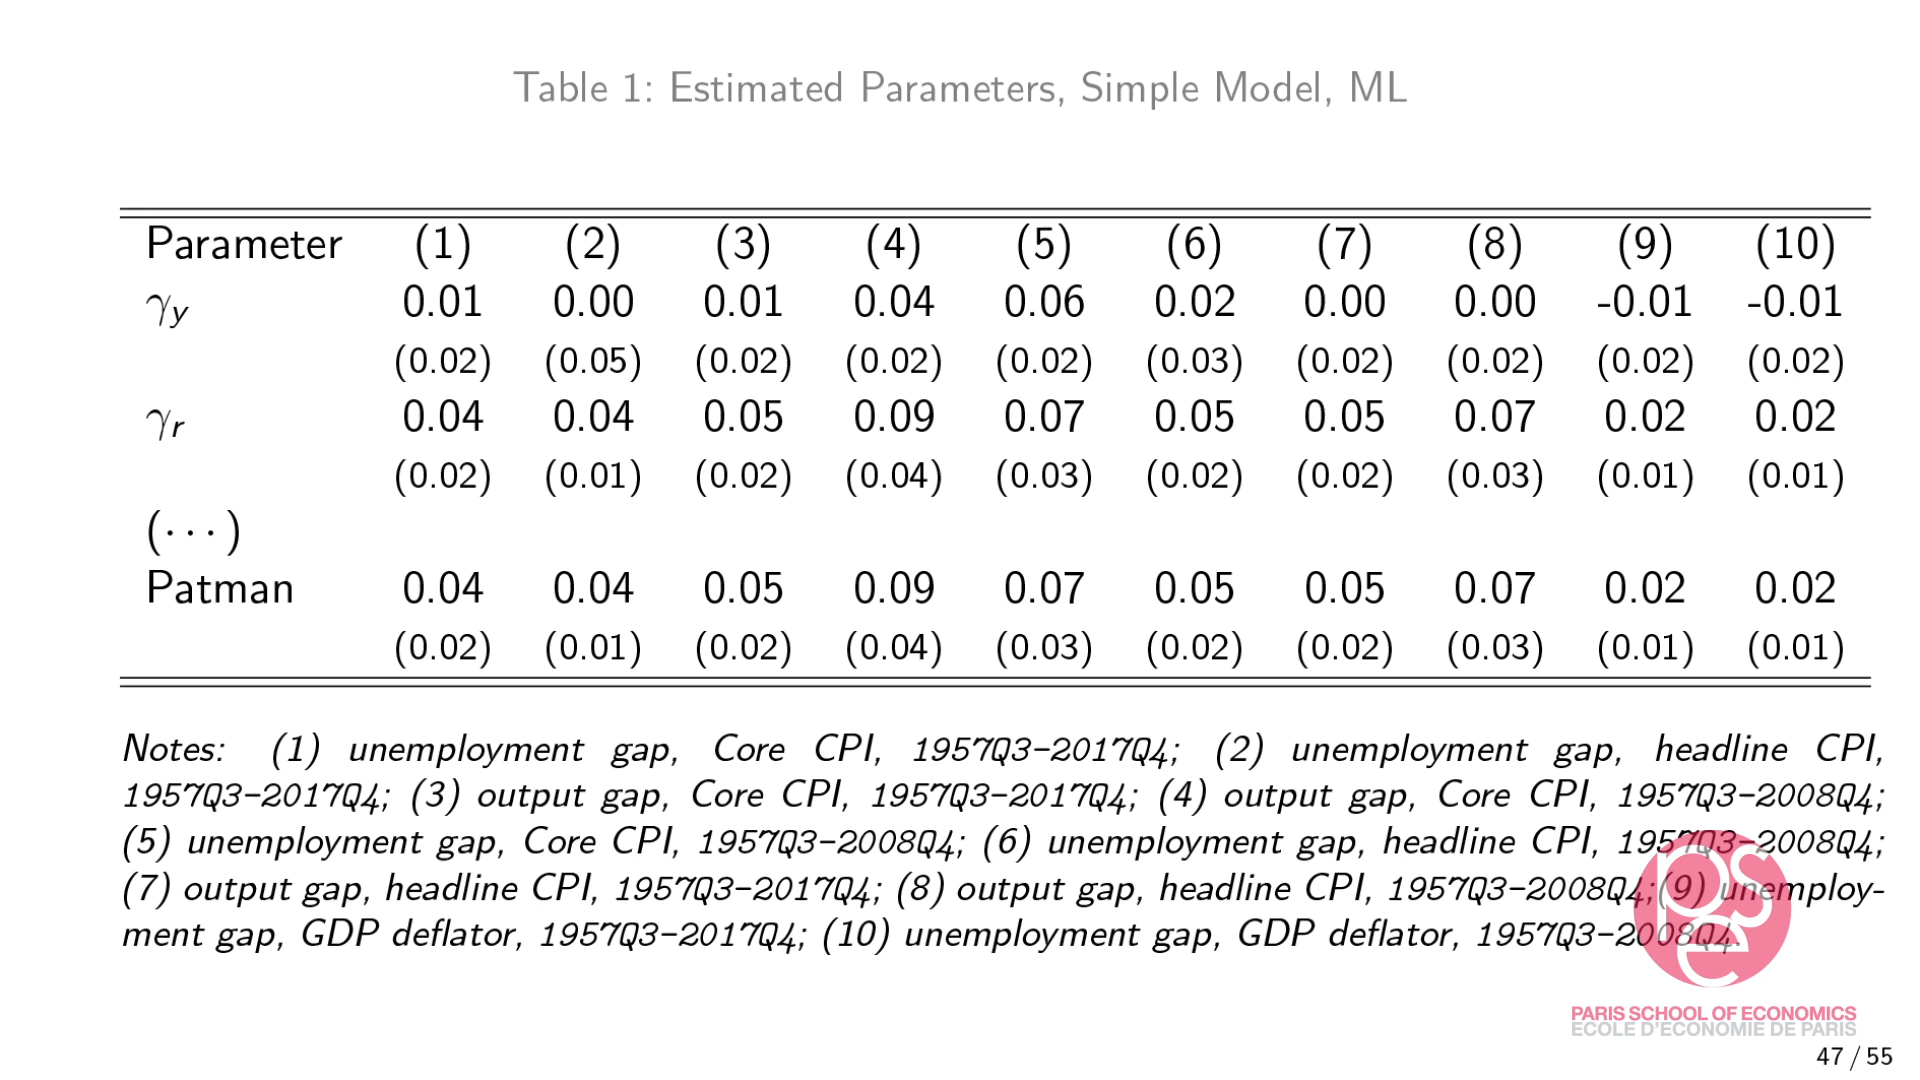 Table 1: Estimated Parameters, Simple Model, ML
Parameter (1) (2) (3) (4) (5) (6) (7) (8) (9) (10)
γy 0.01 0.00 0.01 0.04 0.06 0.02 0.00 0.00 -0.01 -0.01
(0.02) (0.05) (0.02) (0.02) (0.02) (0.03) (0.02) (0.02) (0.02) (0.02)
γr 0.04 0.04 0.05 0.09 0.07 0.05 0.05 0.07 0.02 0.02
(0.02) (0.01) (0.02) (0.04) (0.03) (0.02) (0.02) (0.03) (0.01) (0.01)
(···)
Patman 0.04 0.04 0.05 0.09 0.07 0.05 0.05 0.07 0.02 0.02
(0.02) (0.01) (0.02) (0.04) (0.03) (0.02) (0.02) (0.03) (0.01) (0.01)
Notes: (1) unemployment gap, Core CPI, 1957Q3–2017Q4; (2) unemployment gap, headline CPI,
1957Q3–2017Q4; (3) output gap, Core CPI, 1957Q3–2017Q4; (4) output gap, Core CPI, 1957Q3–2008Q4;
(5) unemployment gap, Core CPI, 1957Q3–2008Q4; (6) unemployment gap, headline CPI, 1957Q3–2008Q4;
(7) output gap, headline CPI, 1957Q3–2017Q4; (8) output gap, headline CPI, 1957Q3–2008Q4;(9) unemploy-
ment gap, GDP deflator, 1957Q3–2017Q4; (10) unemployment gap, GDP deflator, 1957Q3–2008Q4.
pse
PARIS SCHOOL OF ECONOMICS
ECOLE D'ECONOMIE DE PARIS
47 / 55